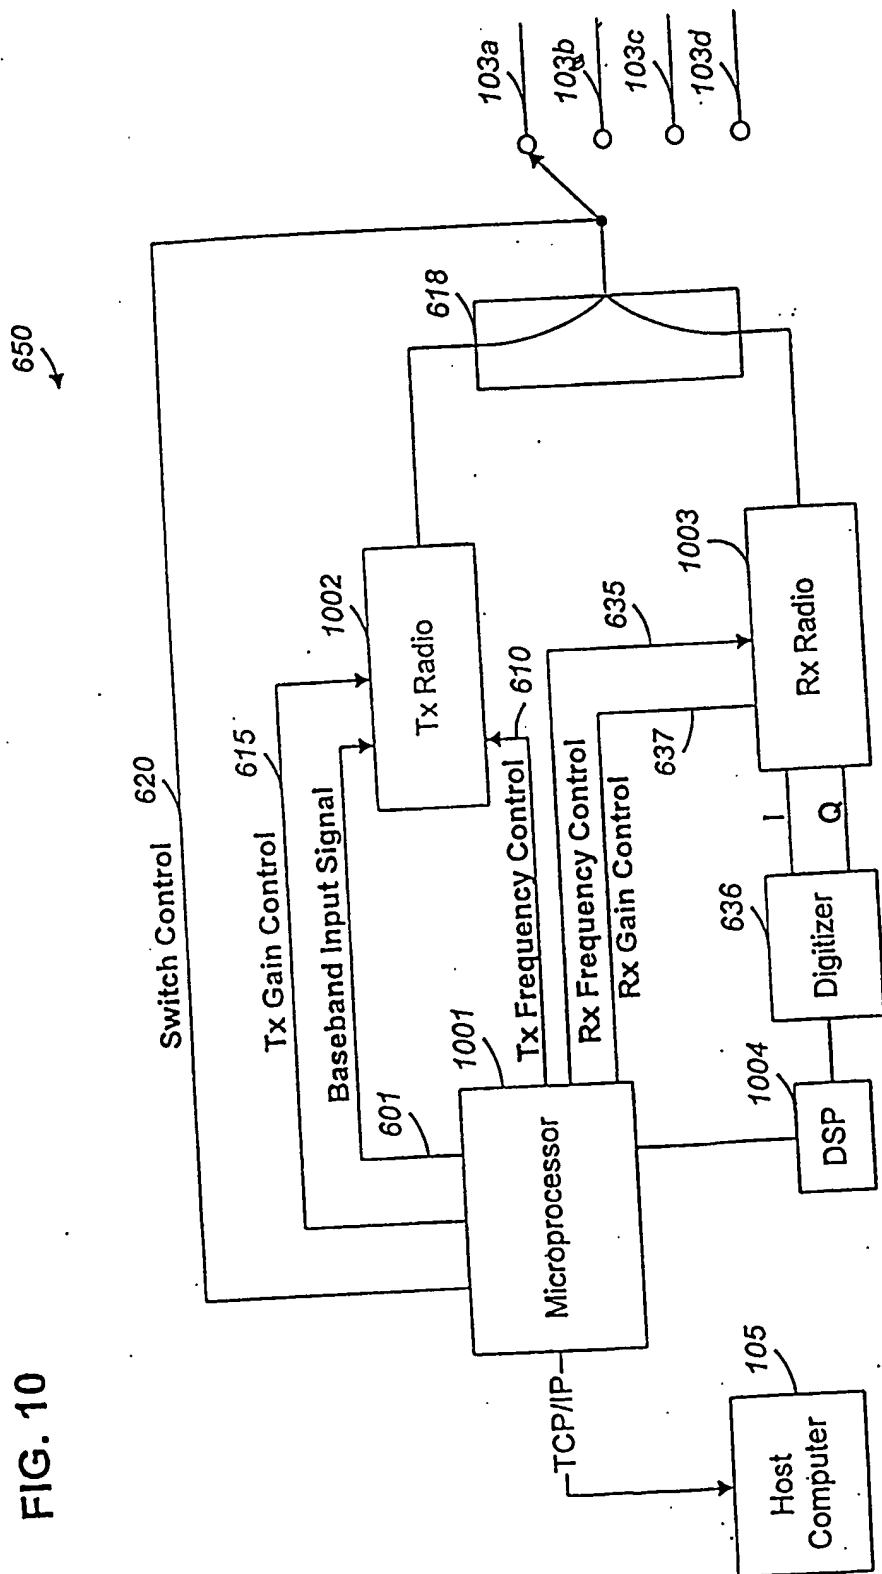 FIG. 10
650
Switch Control
620
Tx Gain Control
615
Baseband Input Signal
601
Tx Radio
1002
Tx Frequency Control
610
Rx Frequency Control
635
Rx Gain Control
637
618
103a
103b
103c
103d
Microprocessor
1001
Rx Radio
1003
I
Q
Digitizer
636
DSP
1004
TCP/IP
Host
Computer
105